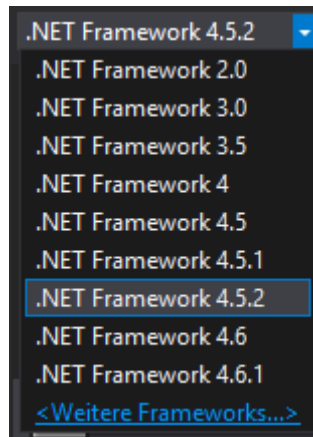 .NET Framework 4.5.2
.NET Framework 2.0
.NET Framework 3.0
.NET Framework 3.5
.NET Framework 4
.NET Framework 4.5
.NET Framework 4.5.1
.NET Framework 4.5.2
.NET Framework 4.6
.NET Framework 4.6.1
<Weitere Frameworks...>